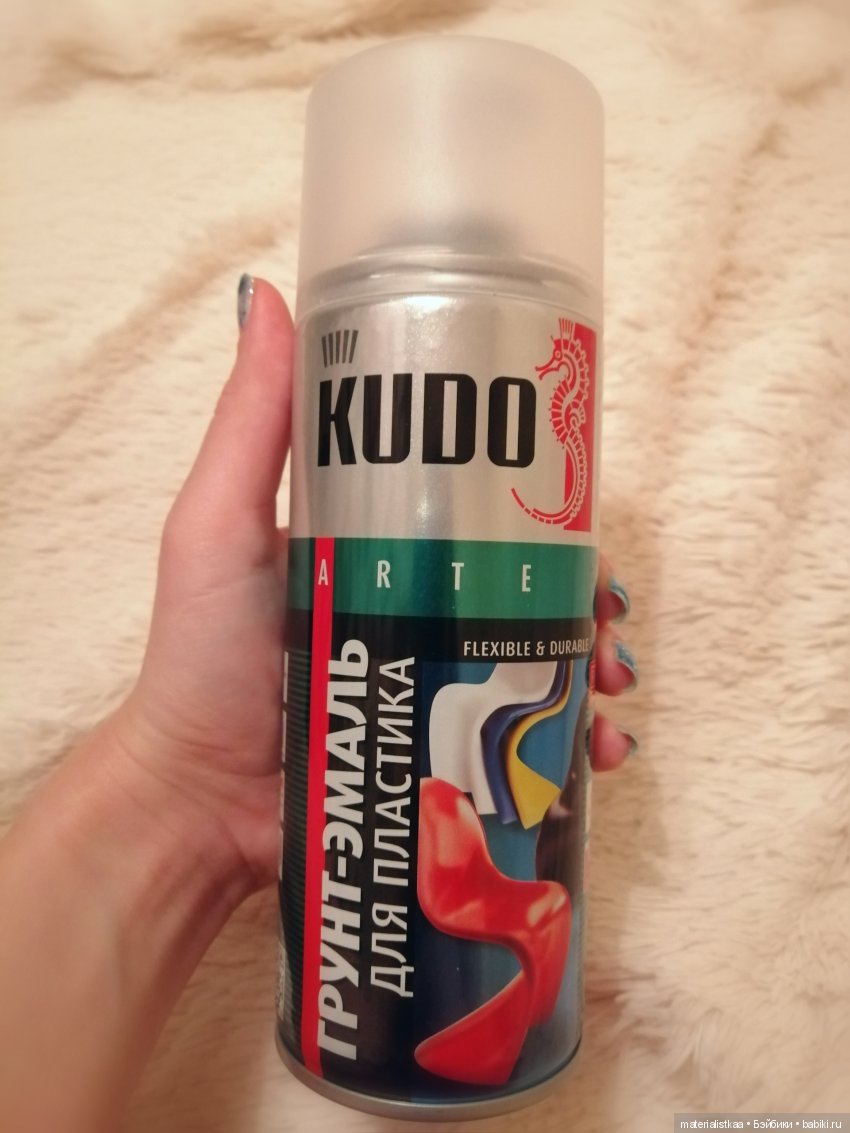 KUDO
ARTE
FLEXIBLE & DURABLE
ГРУНТ-ЭМАЛЬ
ДЛЯ ПЛАСТИКА
materialistkaa • Бэйбики • babiki.ru